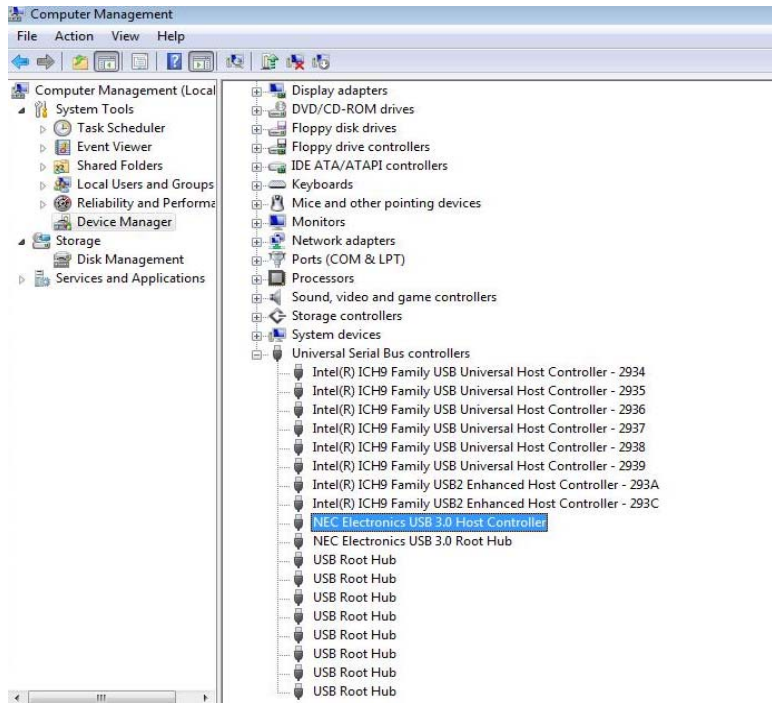 Computer Management
File Action View Help
Computer Management (Local
System Tools
Task Scheduler
Event Viewer
Shared Folders
Local Users and Groups
Reliability and Performa
Device Manager
Storage
Disk Management
Services and Applications
Display adapters
DVD/CD-ROM drives
Floppy disk drives
Floppy drive controllers
IDE ATA/ATAPI controllers
Keyboards
Mice and other pointing devices
Monitors
Network adapters
Ports (COM & LPT)
Processors
Sound, video and game controllers
Storage controllers
System devices
Universal Serial Bus controllers
Intel(R) ICH9 Family USB Universal Host Controller - 2934
Intel(R) ICH9 Family USB Universal Host Controller - 2935
Intel(R) ICH9 Family USB Universal Host Controller - 2936
Intel(R) ICH9 Family USB Universal Host Controller - 2937
Intel(R) ICH9 Family USB Universal Host Controller - 2938
Intel(R) ICH9 Family USB Universal Host Controller - 2939
Intel(R) ICH9 Family USB2 Enhanced Host Controller - 293A
Intel(R) ICH9 Family USB2 Enhanced Host Controller - 293C
NEC Electronics USB 3.0 Host Controller
NEC Electronics USB 3.0 Root Hub
USB Root Hub
USB Root Hub
USB Root Hub
USB Root Hub
USB Root Hub
USB Root Hub
USB Root Hub
USB Root Hub